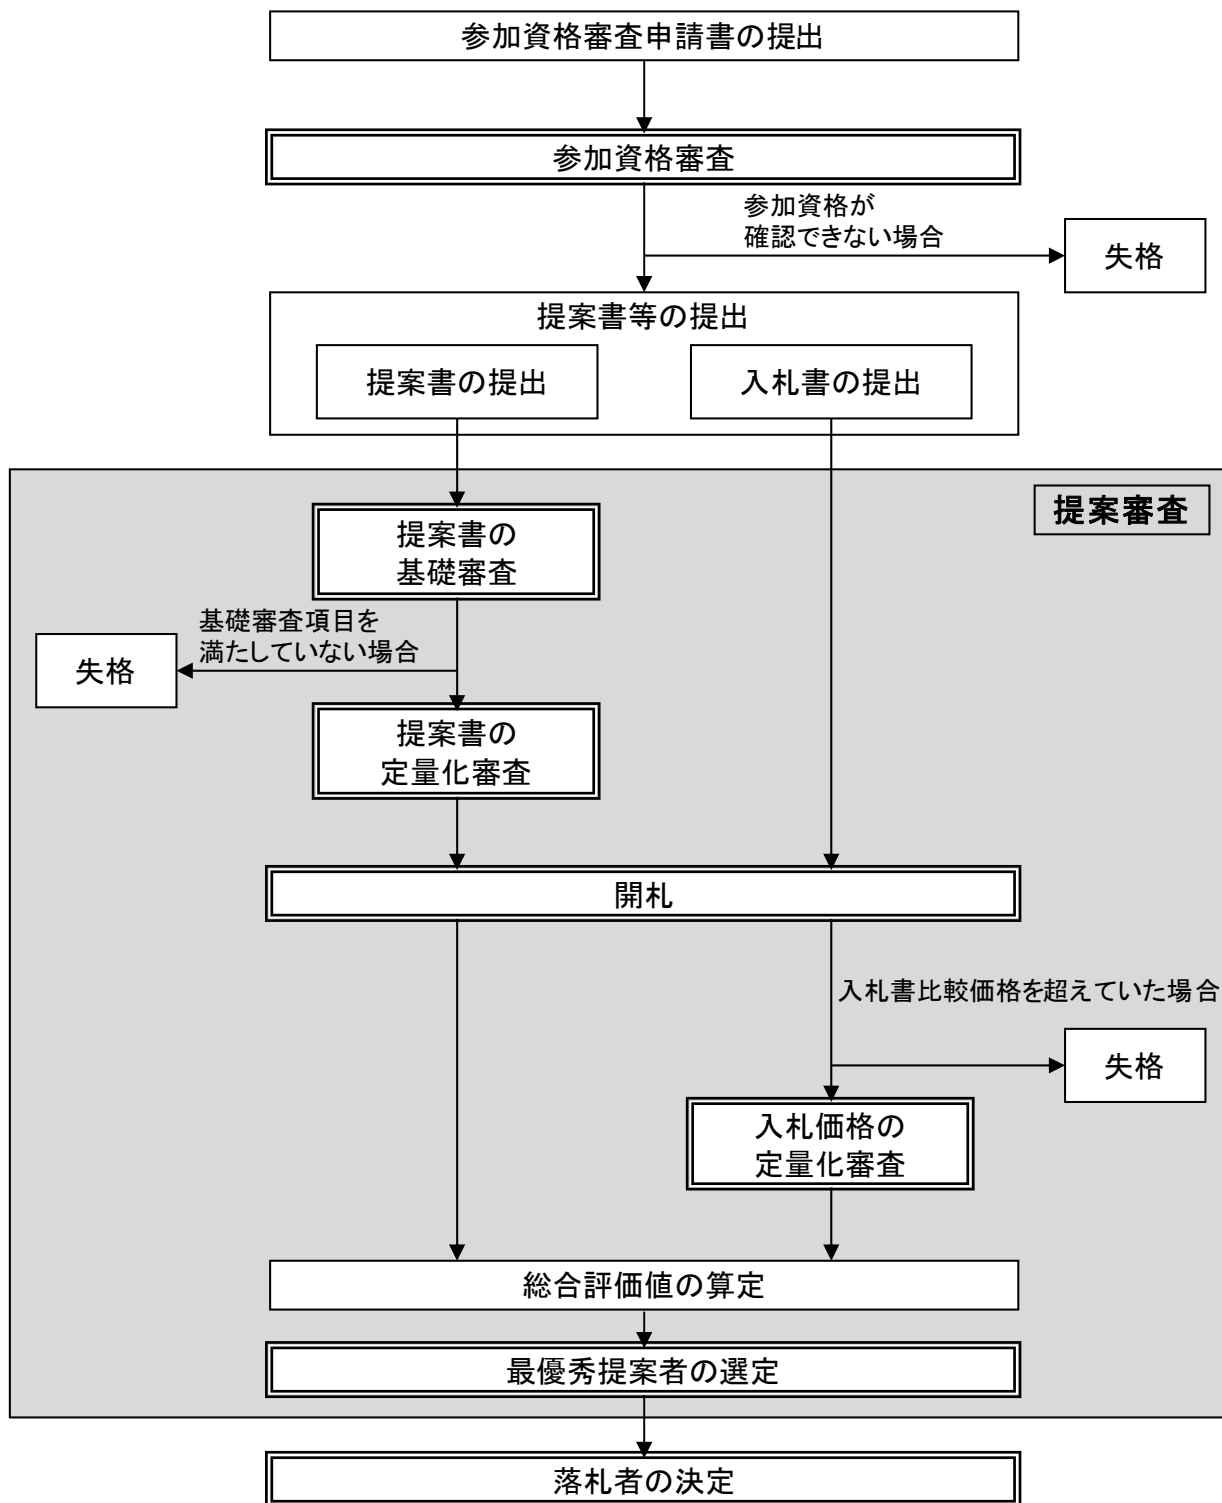 参加資格審査申請書の提出
参加資格審査
参加資格が
確認できない場合
失格
提案書等の提出
提案書の提出
入札書の提出
提案審査
提案書の
基礎審査
基礎審査項目を
満たしていない場合
失格
提案書の
定量化審査
開札
入札書比較価格を超えていた場合
失格
入札価格の
定量化審査
総合評価値の算定
最優秀提案者の選定
落札者の決定